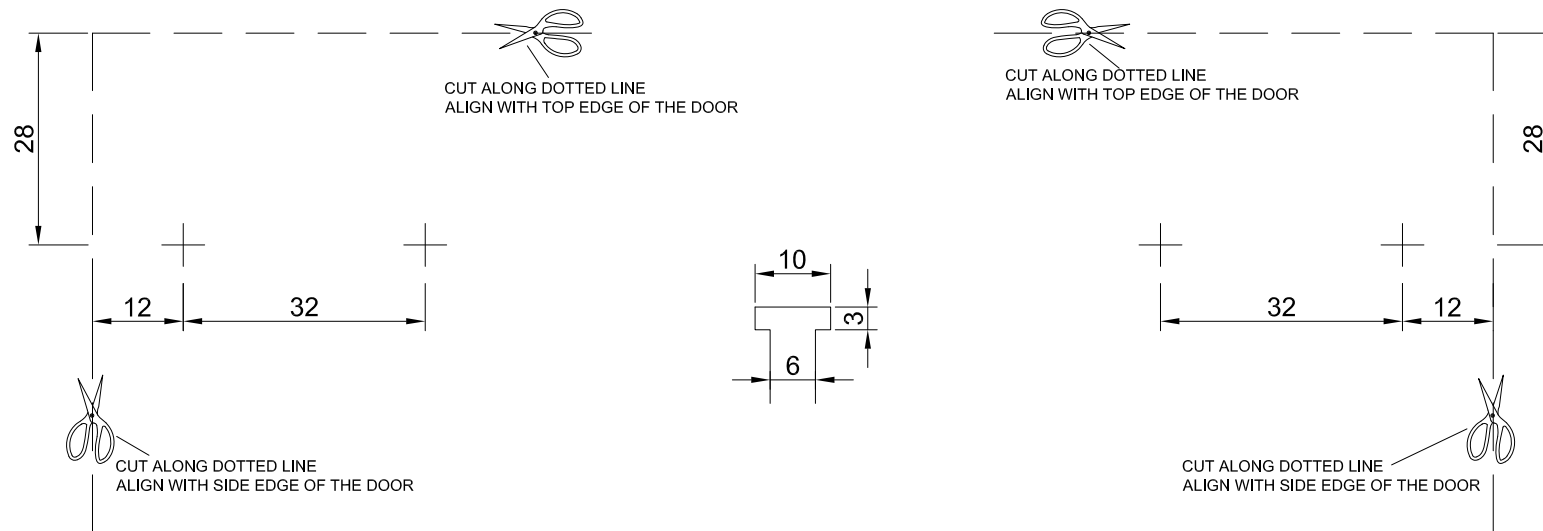 CUT ALONG DOTTED LINE
ALIGN WITH TOP EDGE OF THE DOOR
CUT ALONG DOTTED LINE
ALIGN WITH TOP EDGE OF THE DOOR
28
28
12
32
10
3
6
32
12
CUT ALONG DOTTED LINE
ALIGN WITH SIDE EDGE OF THE DOOR
CUT ALONG DOTTED LINE
ALIGN WITH SIDE EDGE OF THE DOOR